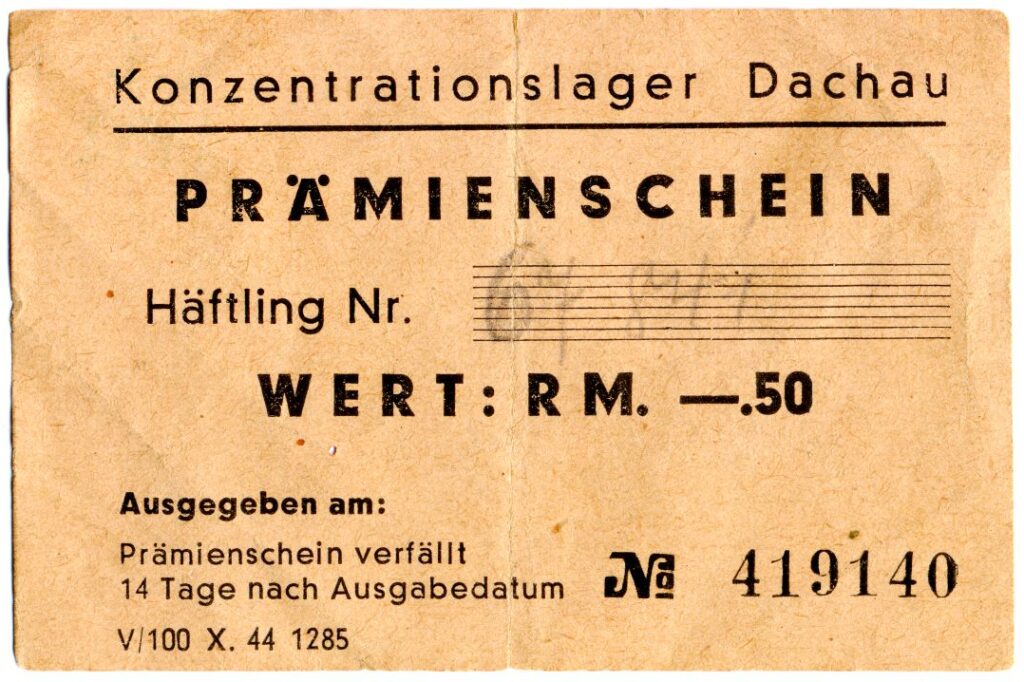 Konzentrationslager Dachau
PRÄMIENSCHEIN
Häftling Nr.
WERT: RM. —.50
Ausgegeben am:
Prämienschein verfällt
14 Tage nach Ausgabedatum
No 419140
V/100 X. 44 1285